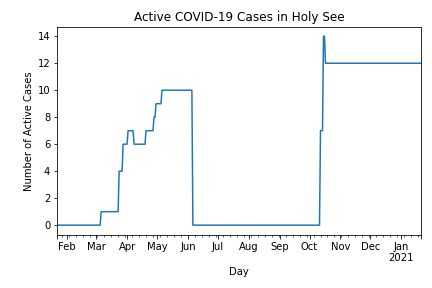 Active COVID-19 Cases in Holy See
Number of Active Cases
14
12
10
8
6
4
2
0
Feb Mar Apr May Jun Jul Aug Sep Oct Nov Dec Jan
2021
Day